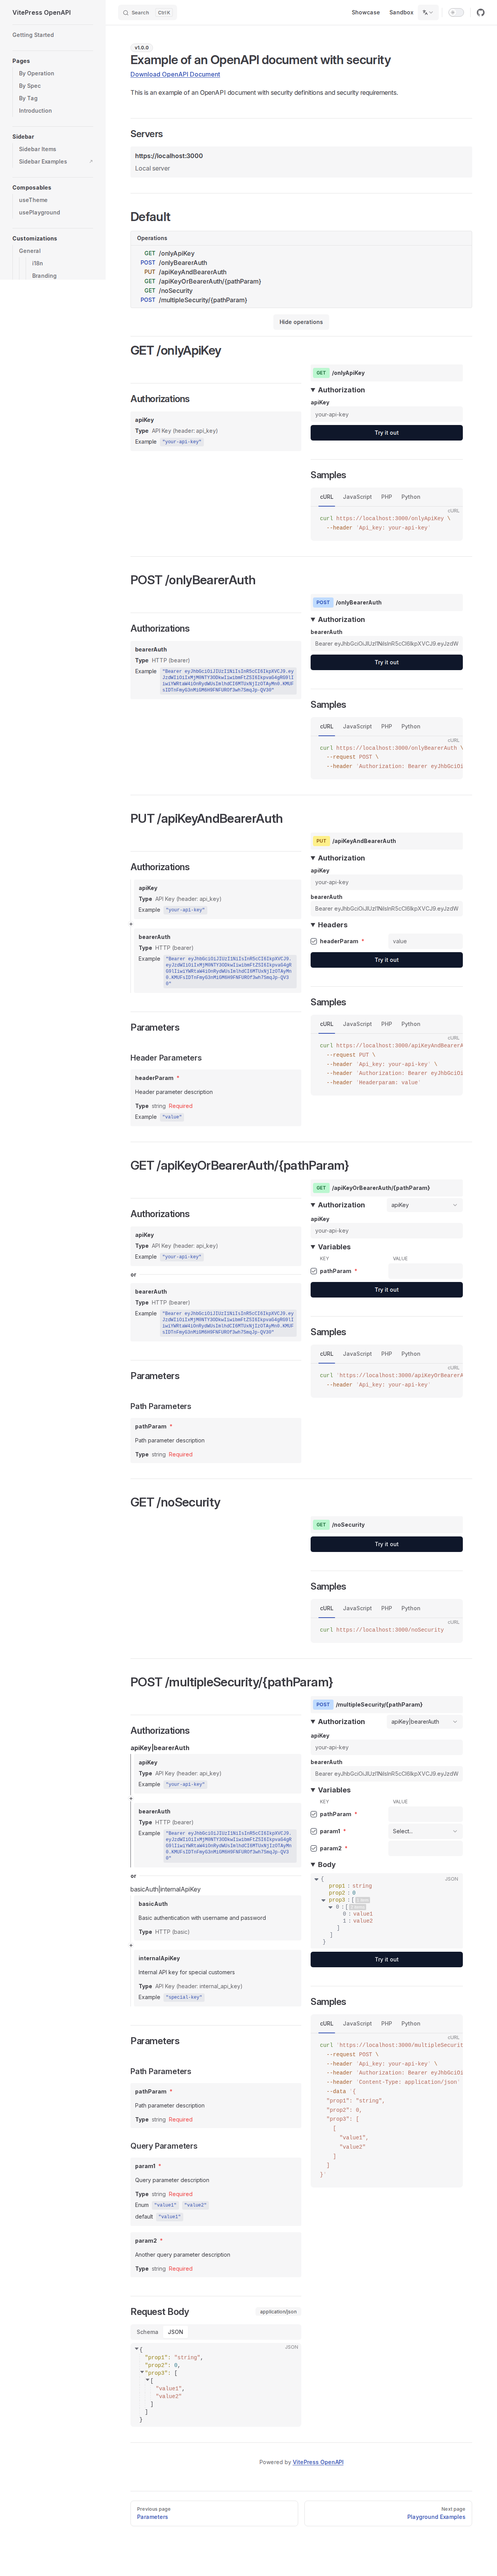 VitePress OpenAPI
Search Ctrl K
Showcase
Sandbox
Getting Started
Pages
By Operation
By Spec
By Tag
Introduction
Sidebar
Sidebar Items
Sidebar Examples ↗
Composables
useTheme
usePlayground
Customizations
General
i18n
Branding
v1.0.0
Example of an OpenAPI document with security
Download OpenAPI Document
This is an example of an OpenAPI document with security definitions and security requirements.
Servers
https://localhost:3000
Local server
Default
Operations
GET /onlyApiKey
POST /onlyBearerAuth
PUT /apiKeyAndBearerAuth
GET /apiKeyOrBearerAuth/{pathParam}
GET /noSecurity
POST /multipleSecurity/{pathParam}
Hide operations
GET /onlyApiKey
Authorizations
apiKey
Type API Key (header: api_key)
Example "your-api-key"
GET /onlyApiKey
Authorization
apiKey
your-api-key
Try it out
Samples
cURL JavaScript PHP Python
cURL
curl https://localhost:3000/onlyApiKey \
--header 'Api_key: your-api-key'
POST /onlyBearerAuth
Authorizations
bearerAuth
Type HTTP (bearer)
Example
POST /onlyBearerAuth
Authorization
bearerAuth
Bearer eyJhbGciOiJIUzI1NiIsInR5cCI6IkpXVCJ9.eyJzdW
Try it out
Samples
cURL JavaScript PHP Python
cURL
curl https://localhost:3000/onlyBearerAuth \
--request POST \
--header 'Authorization: Bearer eyJhbGciOi
PUT /apiKeyAndBearerAuth
Authorizations
apiKey
Type API Key (header: api_key)
Example "your-api-key"
+
bearerAuth
Type HTTP (bearer)
Example
Parameters
Header Parameters
headerParam *
Header parameter description
Type string Required
Example "value"
PUT /apiKeyAndBearerAuth
Authorization
apiKey
your-api-key
bearerAuth
Bearer eyJhbGciOiJIUzI1NiIsInR5cCI6IkpXVCJ9.eyJzdW
Headers
headerParam * value
Try it out
Samples
cURL JavaScript PHP Python
cURL
curl https://localhost:3000/apiKeyAndBearerA
--request PUT \
--header 'Api_key: your-api-key' \
--header 'Authorization: Bearer eyJhbGciOi
--header 'Headerparam: value'
GET /apiKeyOrBearerAuth/{pathParam}
Authorizations
apiKey
Type API Key (header: api_key)
Example "your-api-key"
or
bearerAuth
Type HTTP (bearer)
Example
Parameters
Path Parameters
pathParam *
Path parameter description
Type string Required
GET /apiKeyOrBearerAuth/{pathParam}
Authorization apiKey
apiKey
your-api-key
Variables
KEY VALUE
pathParam *
Try it out
Samples
cURL JavaScript PHP Python
cURL
curl 'https://localhost:3000/apiKeyOrBearerA
--header 'Api_key: your-api-key'
GET /noSecurity
GET /noSecurity
Try it out
Samples
cURL JavaScript PHP Python
cURL
curl https://localhost:3000/noSecurity
POST /multipleSecurity/{pathParam}
Authorizations
apiKey|bearerAuth
apiKey
Type API Key (header: api_key)
Example "your-api-key"
+
bearerAuth
Type HTTP (bearer)
Example
or
basicAuth|internalApiKey
basicAuth
Basic authentication with username and password
Type HTTP (basic)
+
internalApiKey
Internal API key for special customers
Type API Key (header: internal_api_key)
Example "special-key"
Parameters
Path Parameters
pathParam *
Path parameter description
Type string Required
Query Parameters
param1 *
Query parameter description
Type string Required
Enum "value1" "value2"
default "value1"
param2 *
Another query parameter description
Type string Required
Request Body application/json
Schema JSON
JSON
{
"prop1": "string",
"prop2": 0,
"prop3": [
[
"value1",
"value2"
]
]
}
POST /multipleSecurity/{pathParam}
Authorization apiKey|bearerAuth
apiKey
your-api-key
bearerAuth
Bearer eyJhbGciOiJIUzI1NiIsInR5cCI6IkpXVCJ9.eyJzdW
Variables
KEY VALUE
pathParam *
param1 * Select...
param2 *
Body
JSON
{
prop1 : string
prop2 : 0
prop3 : [
0 : [
0 : value1
1 : value2
]
]
}
Try it out
Samples
cURL JavaScript PHP Python
cURL
curl 'https://localhost:3000/multipleSecurit
--request POST \
--header 'Api_key: your-api-key' \
--header 'Authorization: Bearer eyJhbGciOi
--header 'Content-Type: application/json'
--data '{
"prop1": "string",
"prop2": 0,
"prop3": [
[
"value1",
"value2"
]
]
}'
Powered by VitePress OpenAPI
Previous page
Parameters
Next page
Playground Examples